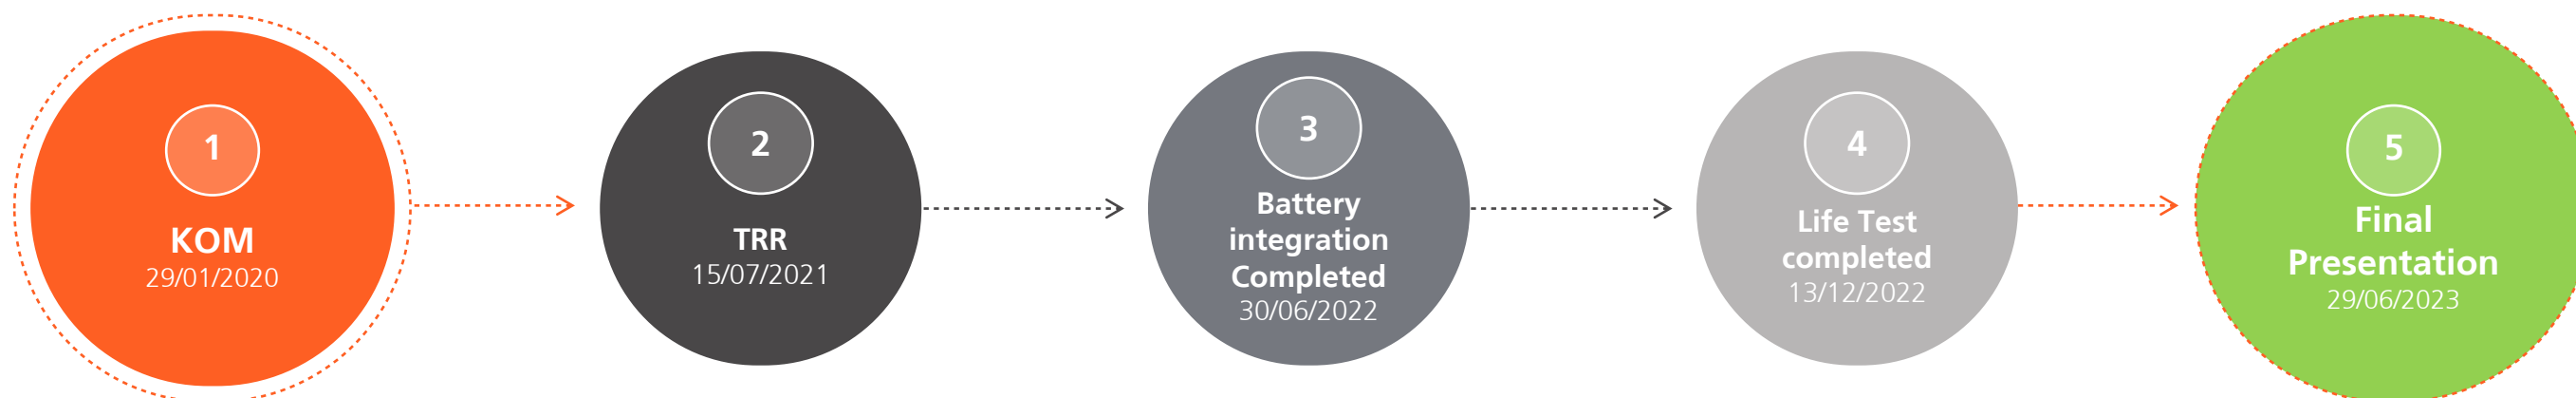 1
KOM
29/01/2020
2
TRR
15/07/2021
3
Battery
integration
Completed
30/06/2022
4
Life Test
completed
13/12/2022
5
Final
Presentation
29/06/2023